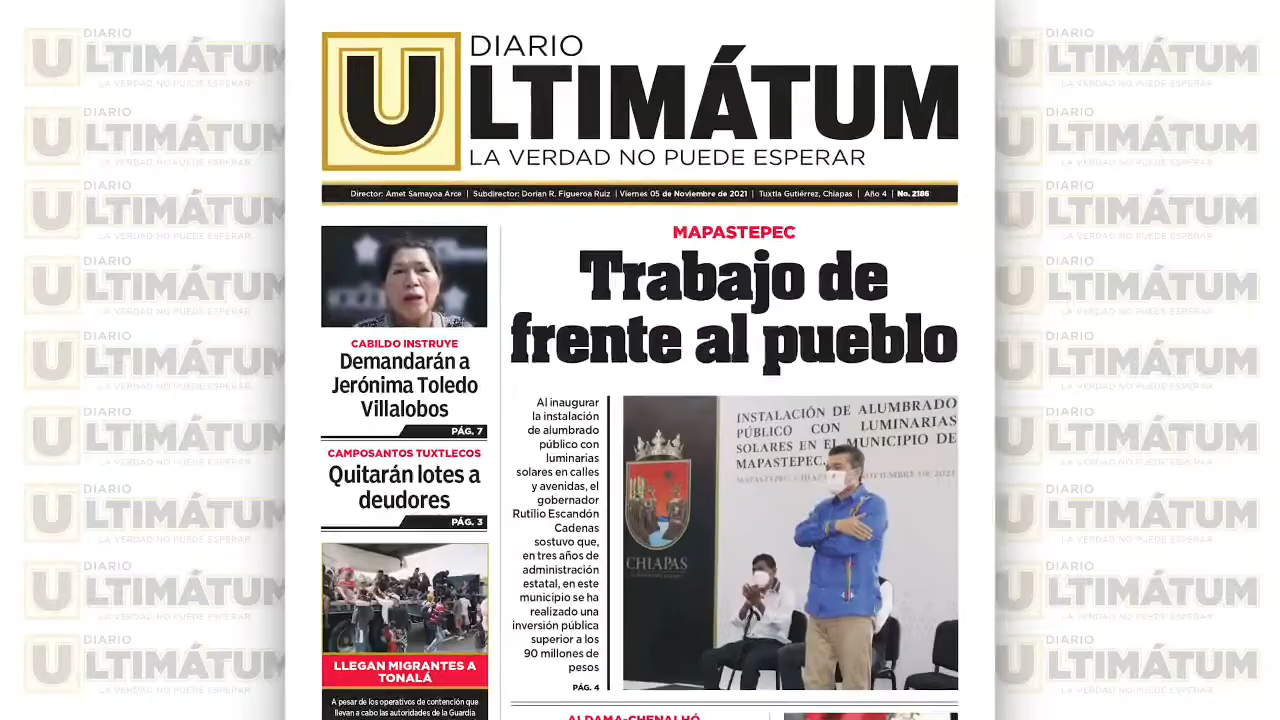 DIARIO
ULTIMÁTUM
LA VERDAD NO PUEDE ESPERAR
Director: Amet Samayoa Arce | Subdirector: Dorian R. Figueroa Ruiz | Viernes 05 de Noviembre de 2021 | Tuxtla Gutiérrez, Chiapas | Año 4 | No. 2186
CABILDO INSTRUYE
Demandarán a
Jerónima Toledo
Villalobos
PÁG. 7
CAMPOSANTOS TUXTLECOS
Quitarán lotes a
deudores
PÁG. 3
LLEGAN MIGRANTES A
TONALÁ
A pesar de los operativos de contención que
llevan a cabo las autoridades de la Guardia
MAPASTEPEC
Trabajo de
frente al pueblo
Al inaugurar
la instalación
de alumbrado
público con
luminarias
solares en calles
y avenidas, el
gobernador
Rutilio Escandón
Cadenas
sostuvo que,
en tres años de
administración
estatal, en este
municipio se ha
realizado una
inversión pública
superior a los
90 millones de
pesos
PÁG. 4
INSTALACIÓN DE ALUMBRADO
PÚBLICO CON LUMINARIAS
SOLARES EN EL MUNICIPIO DE
MAPASTEPEC.
CHIAPAS
ALDAMA-CHENALHÓ